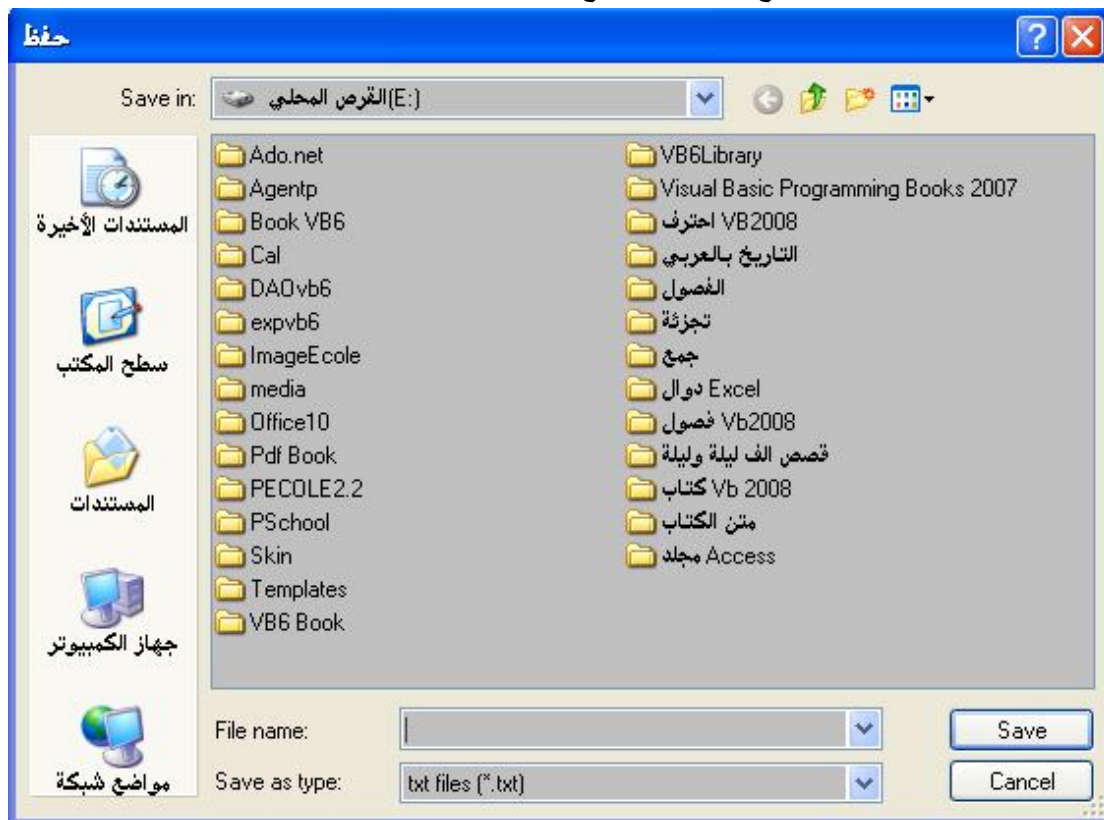 حفظ
Save in:
القرص المحلي (E:)
المستندات الأخيرة
سطح المكتب
المستندات
جهاز الكمبيوتر
مواضع شبكة
Ado.net
Agentp
Book VB6
Cal
DAOvb6
expvb6
ImageEcole
media
Office10
Pdf Book
PECOLE2.2
PSchool
Skin
Templates
VB6 Book
VB6Library
Visual Basic Programming Books 2007
احترف VB2008
التاريخ بالعربي
الفصول
تجزئة
جمع
دوال Excel
فصول Vb2008
قصص الف ليلة وليلة
كتاب Vb 2008
متن الكتاب
مجلد Access
File name:
Save
Save as type:
txt files (*.txt)
Cancel